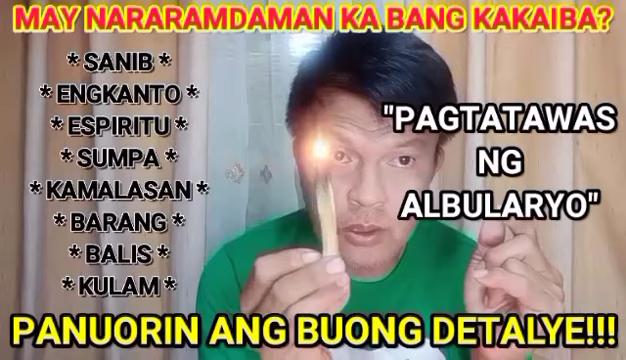 MAY NARARAMDAMAN KA BANG KAKAIBA?
* SANIB *
* ENGKANTO *
* ESPIRITU *
* SUMPA *
* KAMALASAN *
* BARANG *
* BALIS *
* KULAM *
"PAGTATAWAS
NG
ALBULARYO"
PANUORIN ANG BUONG DETALYE!!!